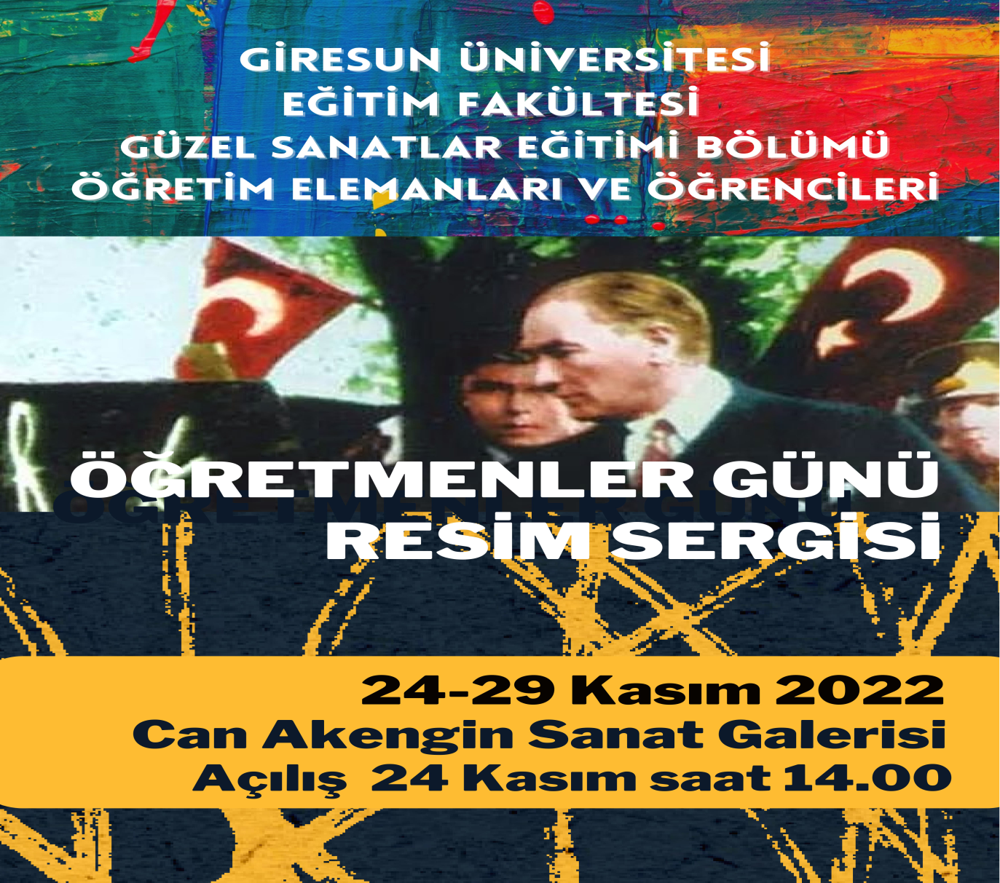 GİRESUN ÜNİVERSİTESİ
EĞİTİM FAKÜLTESİ
GÜZEL SANATLAR EĞİTİMİ BÖLÜMÜ
ÖĞRETİM ELEMANLARI VE ÖĞRENCİLERİ
ÖĞRETMENLER GÜNÜ
RESİM SERGİSİ
24-29 Kasım 2022
Can Akengin Sanat Galerisi
Açılış 24 Kasım saat 14.00